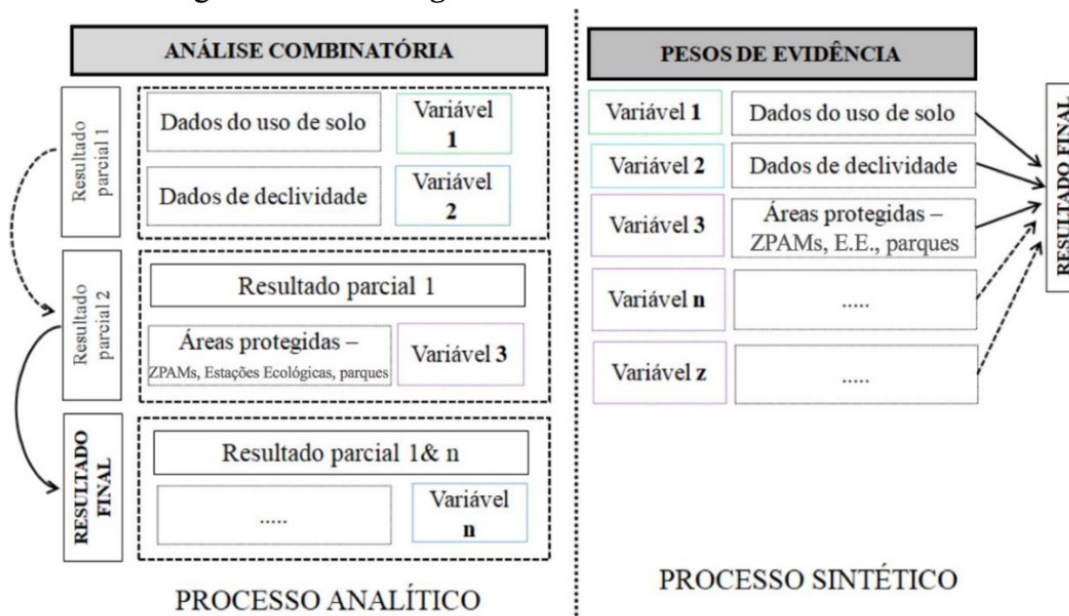 ANÁLISE COMBINATÓRIA
Resultado
parcial 1
Dados do uso de solo
Variável
1
Dados de declividade
Variável
2
Resultado
parcial 2
Resultado parcial 1
Áreas protegidas –
ZPAMs, Estações Ecológicas, parques
Variável 3
RESULTADO
FINAL
Resultado parcial 1& n
.....
Variável
n
PROCESSO ANALÍTICO
PESOS DE EVIDÊNCIA
Variável 1
Dados do uso de solo
Variável 2
Dados de declividade
Variável 3
Áreas protegidas –
ZPAMs, E.E., parques
Variável n
.....
Variável z
.....
RESULTADO FINAL
PROCESSO SINTÉTICO